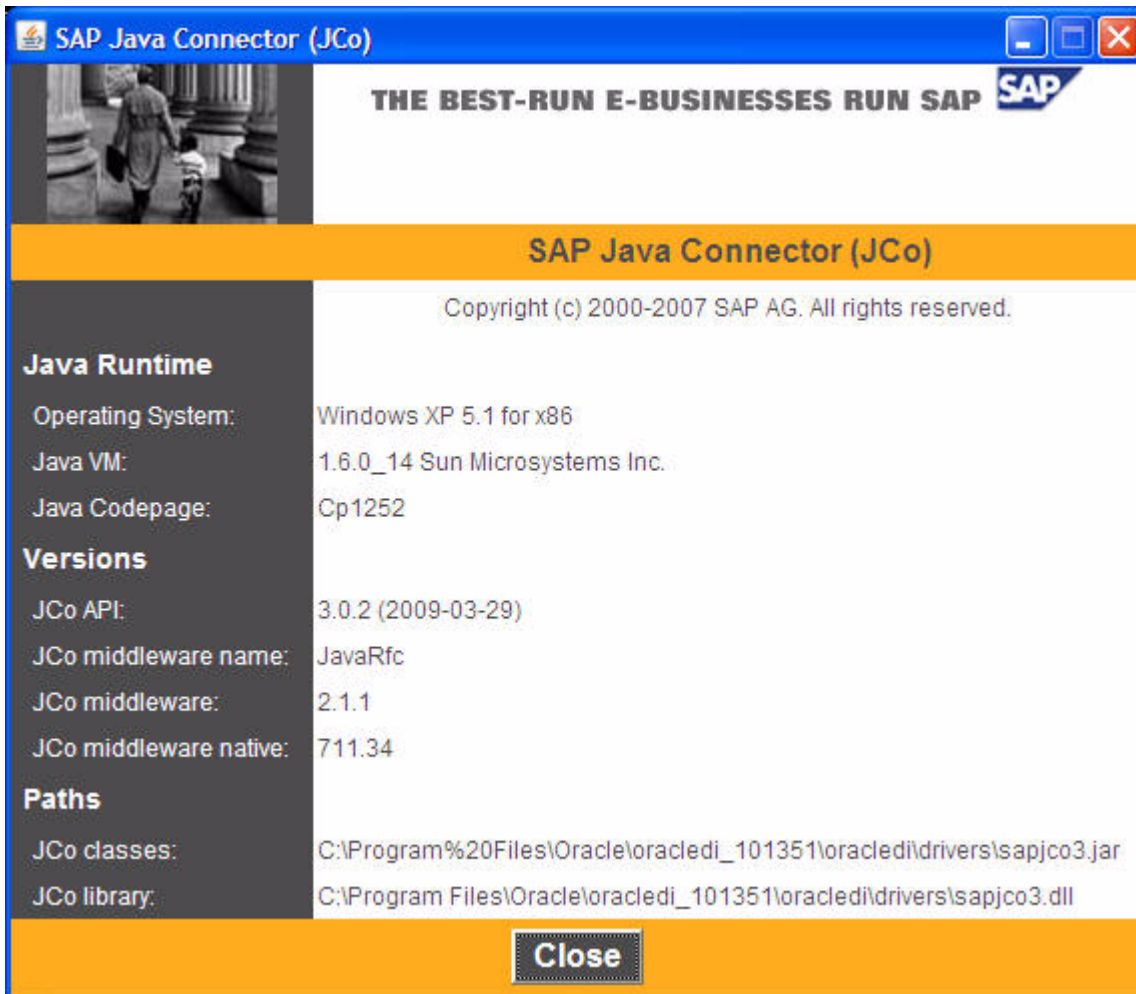 SAP Java Connector (JCo)
THE BEST-RUN E-BUSINESSES RUN SAP SAP
SAP Java Connector (JCo)
Copyright (c) 2000-2007 SAP AG. All rights reserved.
Java Runtime
Operating System: Windows XP 5.1 for x86
Java VM: 1.6.0_14 Sun Microsystems Inc.
Java Codepage: Cp1252
Versions
JCo API: 3.0.2 (2009-03-29)
JCo middleware name: JavaRfc
JCo middleware: 2.1.1
JCo middleware native: 711.34
Paths
JCo classes: C:\Program%20Files\Oracle\oracledi_101351\oracledi\drivers\sapjco3.jar
JCo library: C:\Program Files\Oracle\oracledi_101351\oracledi\drivers\sapjco3.dll
Close